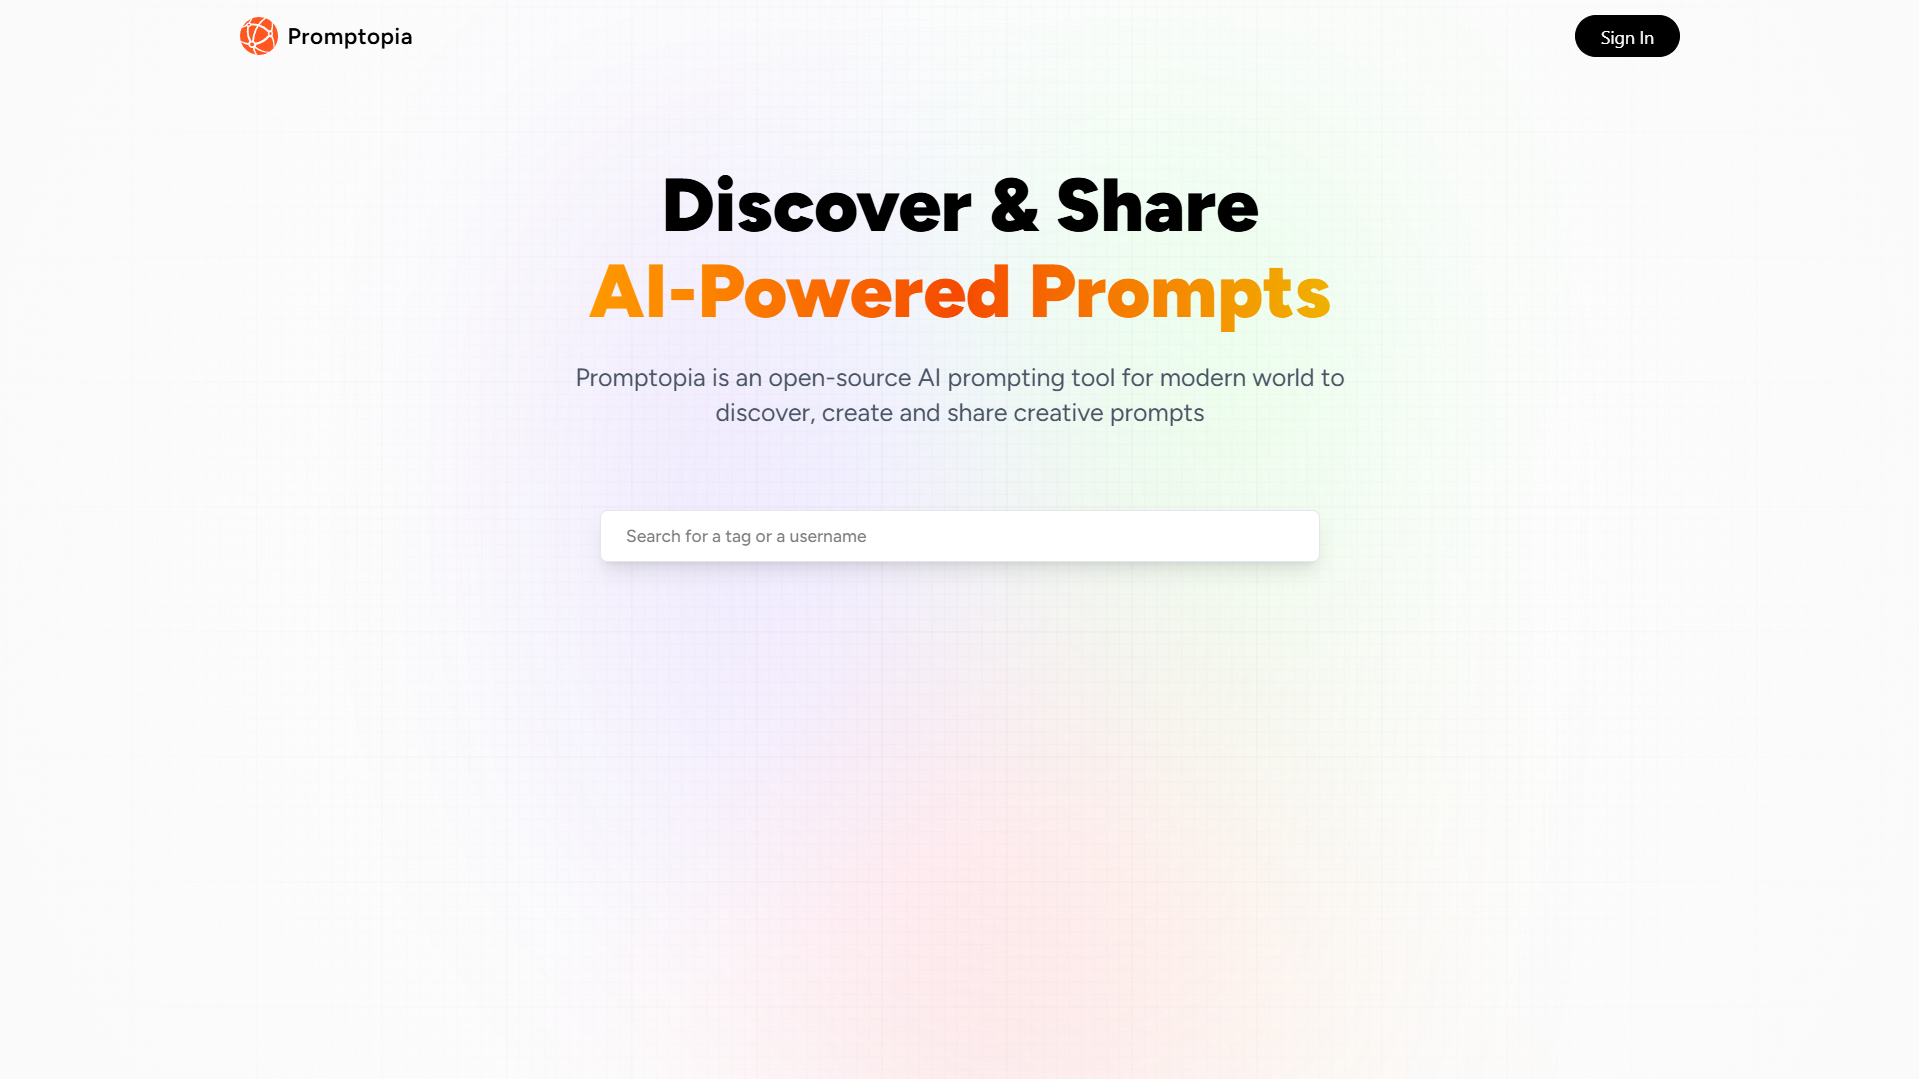 Promptopia
Sign In
Discover & Share
AI-Powered Prompts
Promptopia is an open-source AI prompting tool for modern world to
discover, create and share creative prompts
Search for a tag or a username